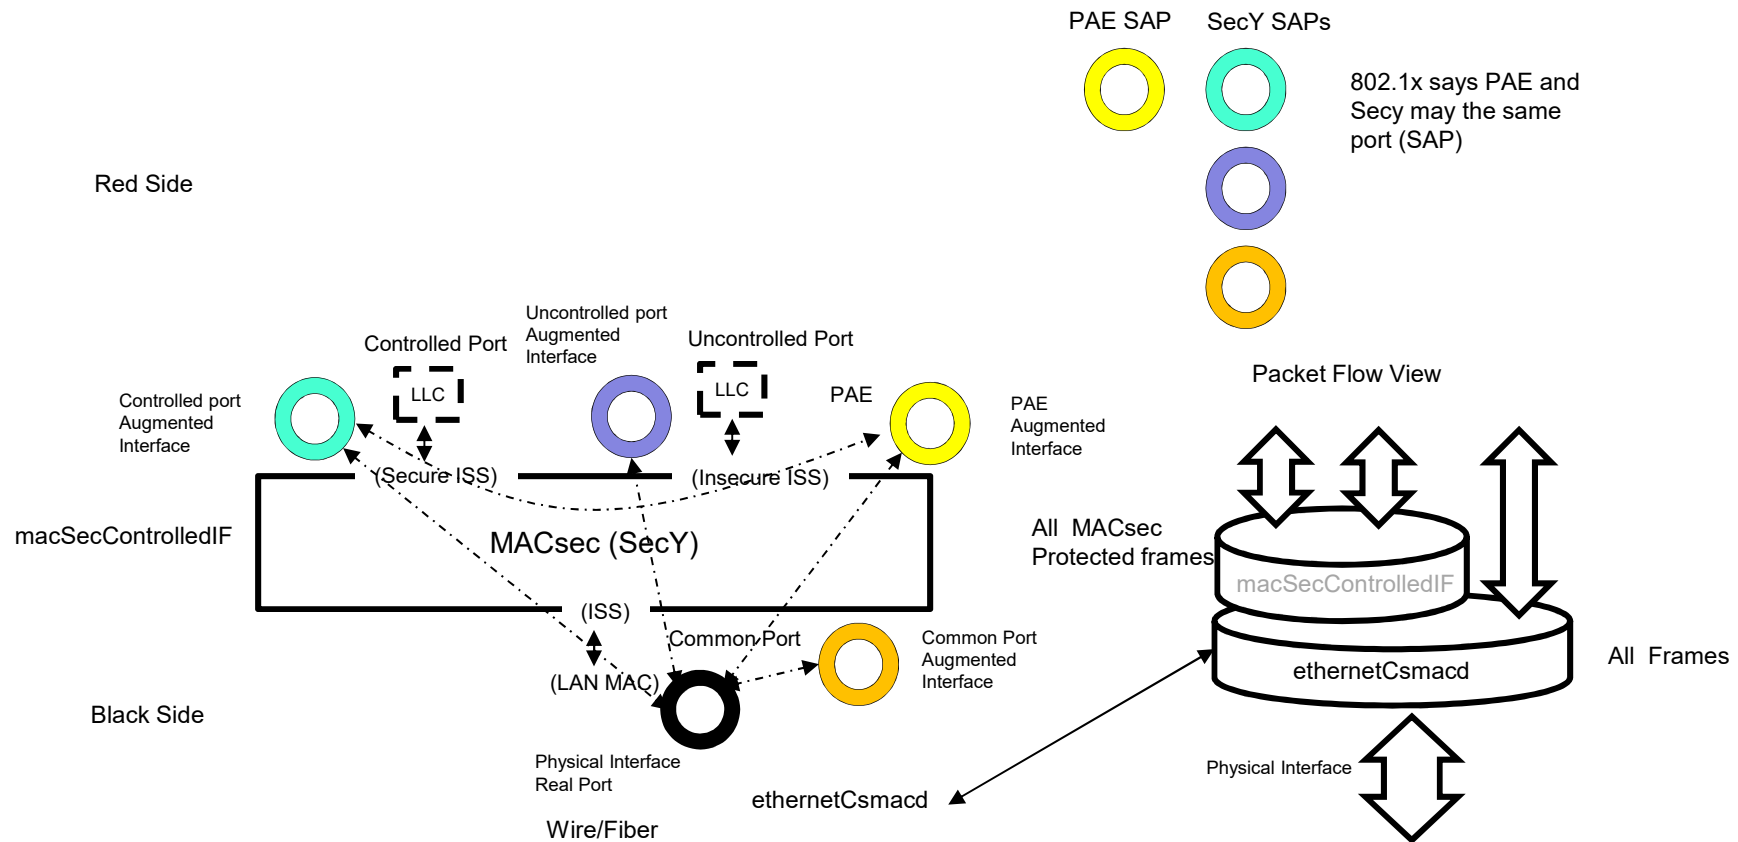 PAE SAP
SecY SAPs
802.1x says PAE and
Secy may the same
port (SAP)
Red Side
Uncontrolled port
Augmented
Interface
Controlled Port
Uncontrolled Port
LLC
LLC
Controlled port
Augmented
Interface
PAE
PAE
Augmented
Interface
Packet Flow View
(Secure ISS)
(Insecure ISS)
macSecControlledIF
MACsec (SecY)
All MACsec
Protected frames
macSecControlledIF
(ISS)
Common Port
Common Port
Augmented
Interface
ethernetCsmacd
All Frames
(LAN MAC)
Black Side
Physical Interface
Real Port
Physical Interface
ethernetCsmacd
Wire/Fiber